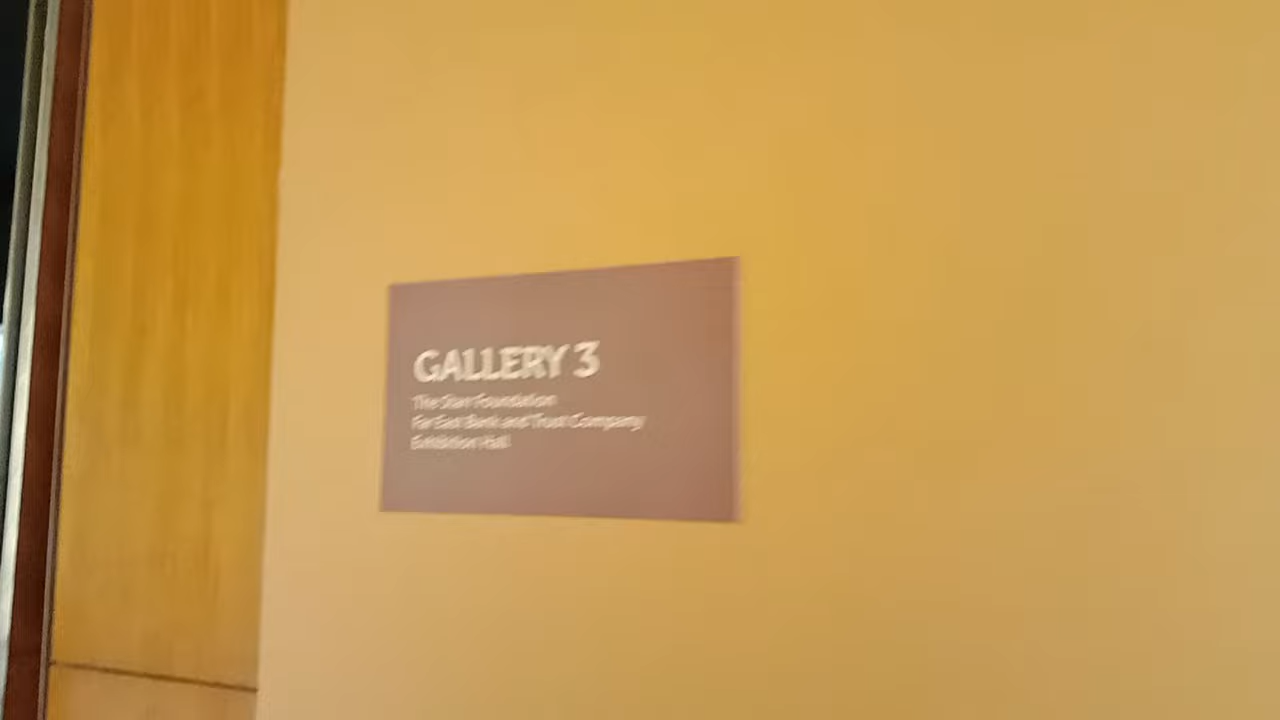 GALLERY 3
The Starr Foundation
Far East Bank and Trust Company
Exhibition Hall